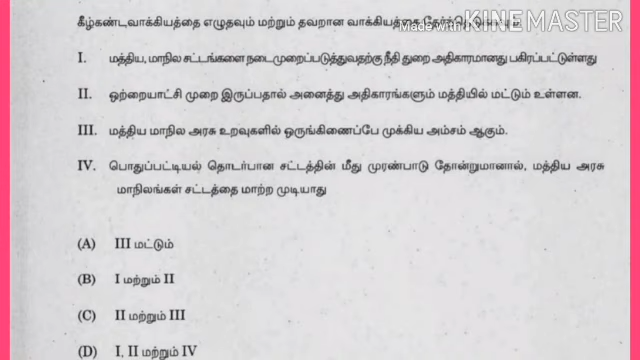 கீழ்கண்டவாக்கியத்தை எழுதவும் மற்றும் தவறான வாக்கியத்தை
Made with KINEMASTER
I. மத்திய, மாநில சட்டங்களை நடைமுறைப்படுத்துவதற்கு நீதி துறை அதிகாரமானது பகிரப்பட்டுள்ளது
II. ஒற்றையாட்சி முறை இருப்பதால் அனைத்து அதிகாரங்களும் மத்தியில் மட்டும் உள்ளன.
III. மத்திய மாநில அரசு உறவுகளில் ஒருங்கிணைப்பே முக்கிய அம்சம் ஆகும்.
IV. பொதுப்பட்டியல் தொடர்பான சட்டத்தின் மீது முரண்பாடு தோன்றுமானால், மத்திய அரசு
மாநிலங்கள் சட்டத்தை மாற்ற முடியாது
(A) III மட்டும்
(B) I மற்றும் II
(C) II மற்றும் III
(D) I, II மற்றும் IV